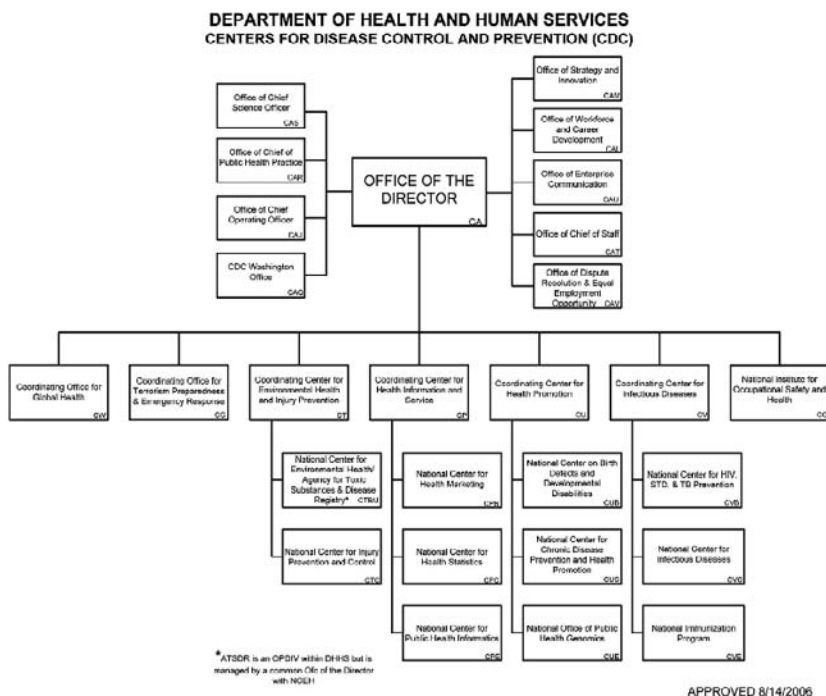 DEPARTMENT OF HEALTH AND HUMAN SERVICES
CENTERS FOR DISEASE CONTROL AND PREVENTION (CDC)
Office of Chief
Science Officer
CAS
Office of Chief of
Public Health Practice
CAR
Office of Chief
Operating Officer
CAJ
CDC Washington
Office
CAQ
OFFICE OF THE
DIRECTOR
CA
Office of Strategy and
Innovation
Office of Workforce
and Career
Development
CAL
Office of Enterprise
Communication
CAU
Office of Chief of Staff
CAT
Office of Dispute
Resolution & Equal
Employment
Opportunity
CAV
Coordinating Office for
Global Health
CW
Coordinating Office for
Terrorism Preparedness
& Emergency Response
CG
Coordinating Center for
Environmental Health
and Injury Prevention
CT
Coordinating Center for
Health Information and
Service
CP
Coordinating Center for
Health Promotion
CU
Coordinating Center for
Infectious Diseases
CV
National Institute for
Occupational Safety and
Health
CC
National Center for
Environmental Health/
Agency for Toxic
Substances & Disease
Registry* CTBU
National Center for Injury
Prevention and Control
CTC
National Center for
Health Marketing
CPB
National Center for
Health Statistics
CPC
National Center for
Public Health Informatics
CPE
National Center on Birth
Defects and
Developmental
Disabilities
CUB
National Center for
Chronic Disease
Prevention and Health
Promotion
CUC
National Office of Public
Health Genomics
CUE
National Center for HIV,
STD, & TB Prevention
CVB
National Center for
Infectious Diseases
CVC
National Immunization
Program
CVE
*ATSDR is an OPDIV within DHHS but is
managed by a common Ofc of the Director
with NCEH
APPROVED 8/14/2006